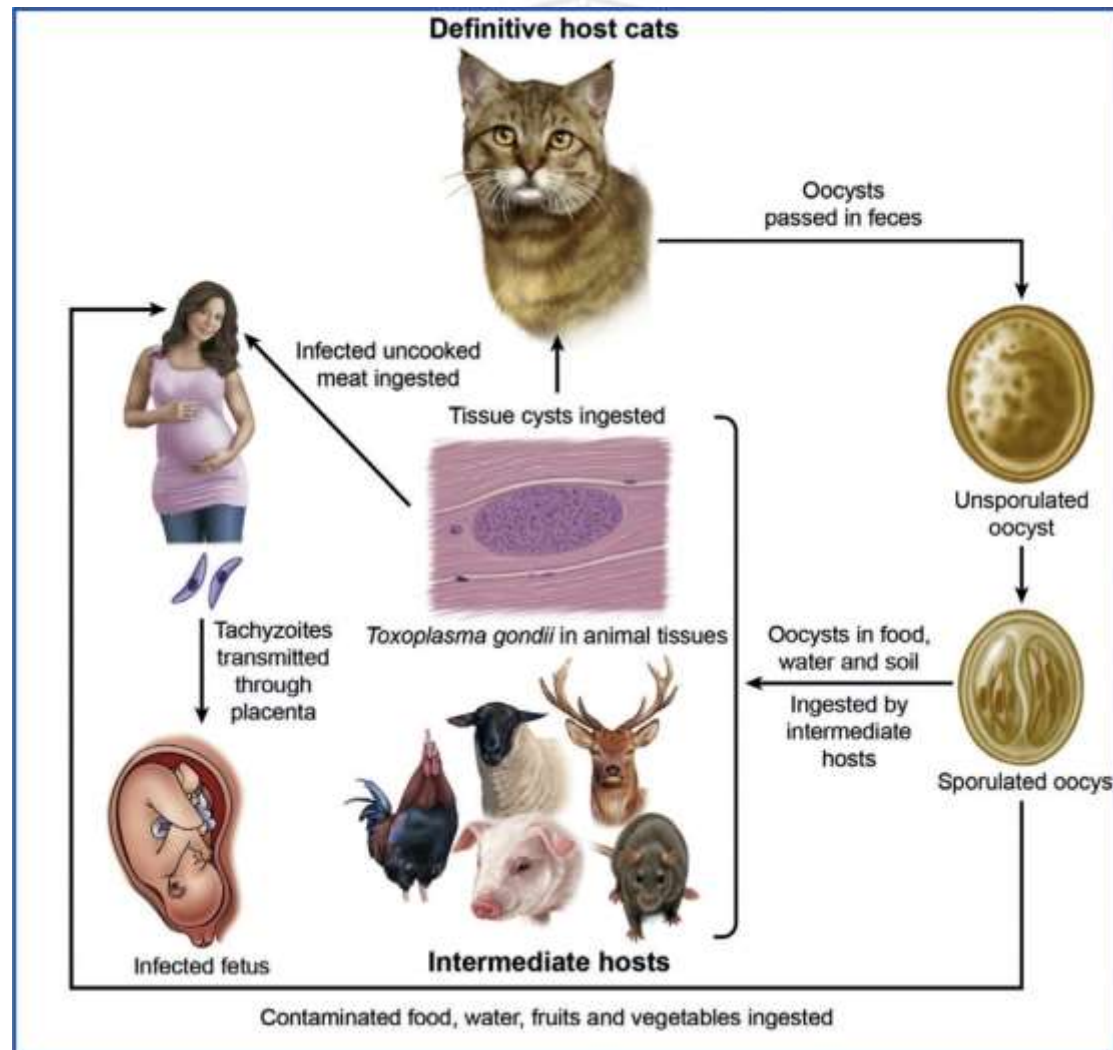 Definitive host cats
Oocysts
passed in feces
Infected uncooked
meat ingested
Tissue cysts ingested
Unsporulated
oocyst
Toxoplasma gondii in animal tissues
Tachyzoites
transmitted
through
placenta
Oocysts in food,
water and soil
Ingested by
intermediate
hosts
Sporulated oocys
Infected fetus
Intermediate hosts
Contaminated food, water, fruits and vegetables ingested